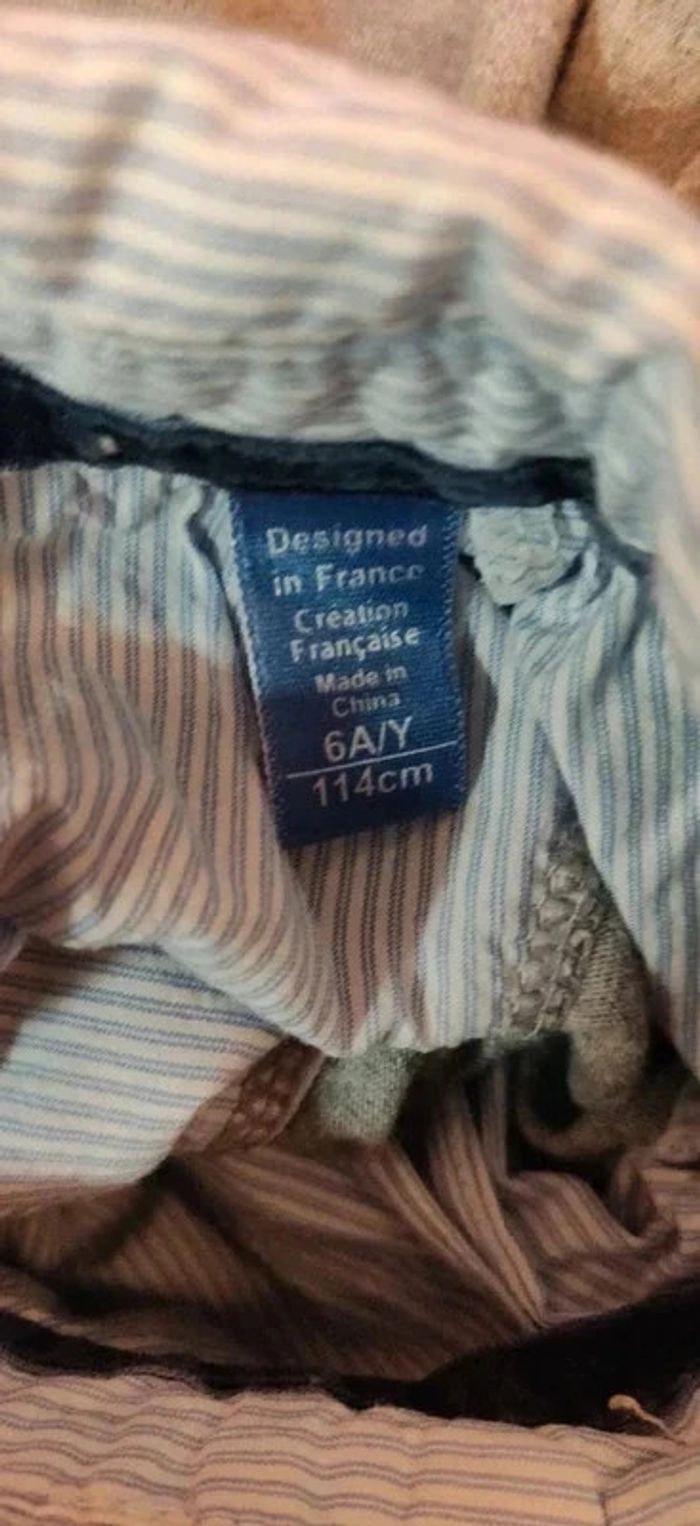 Designed
in France
Création
Française
Made in
China
6A/Y
114cm